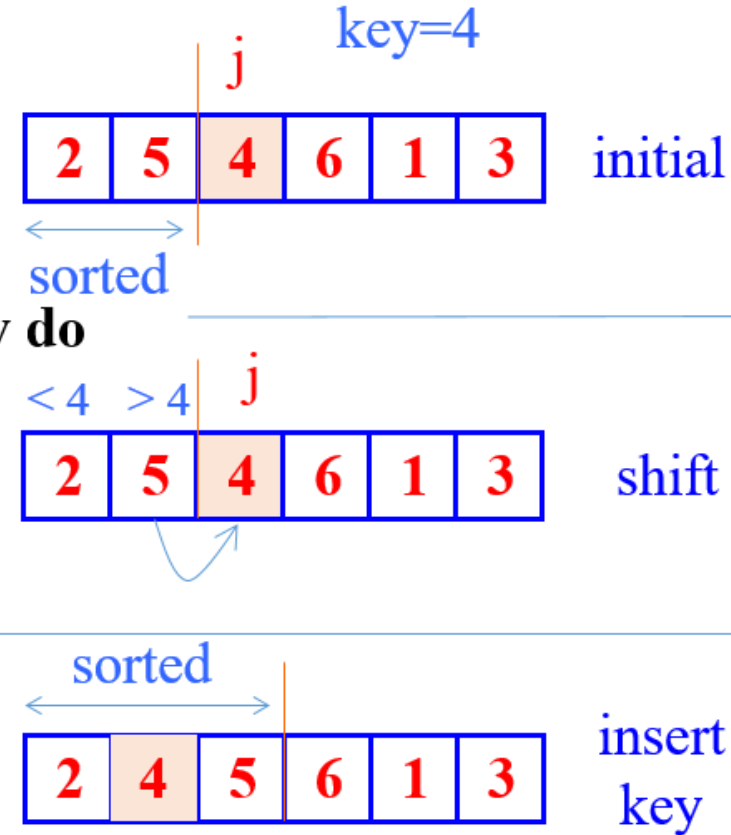 key=4
j
2 5 4 6 1 3 initial
sorted
do
< 4 > 4 j
2 5 4 6 1 3 shift
sorted
2 4 5 6 1 3 insert
key